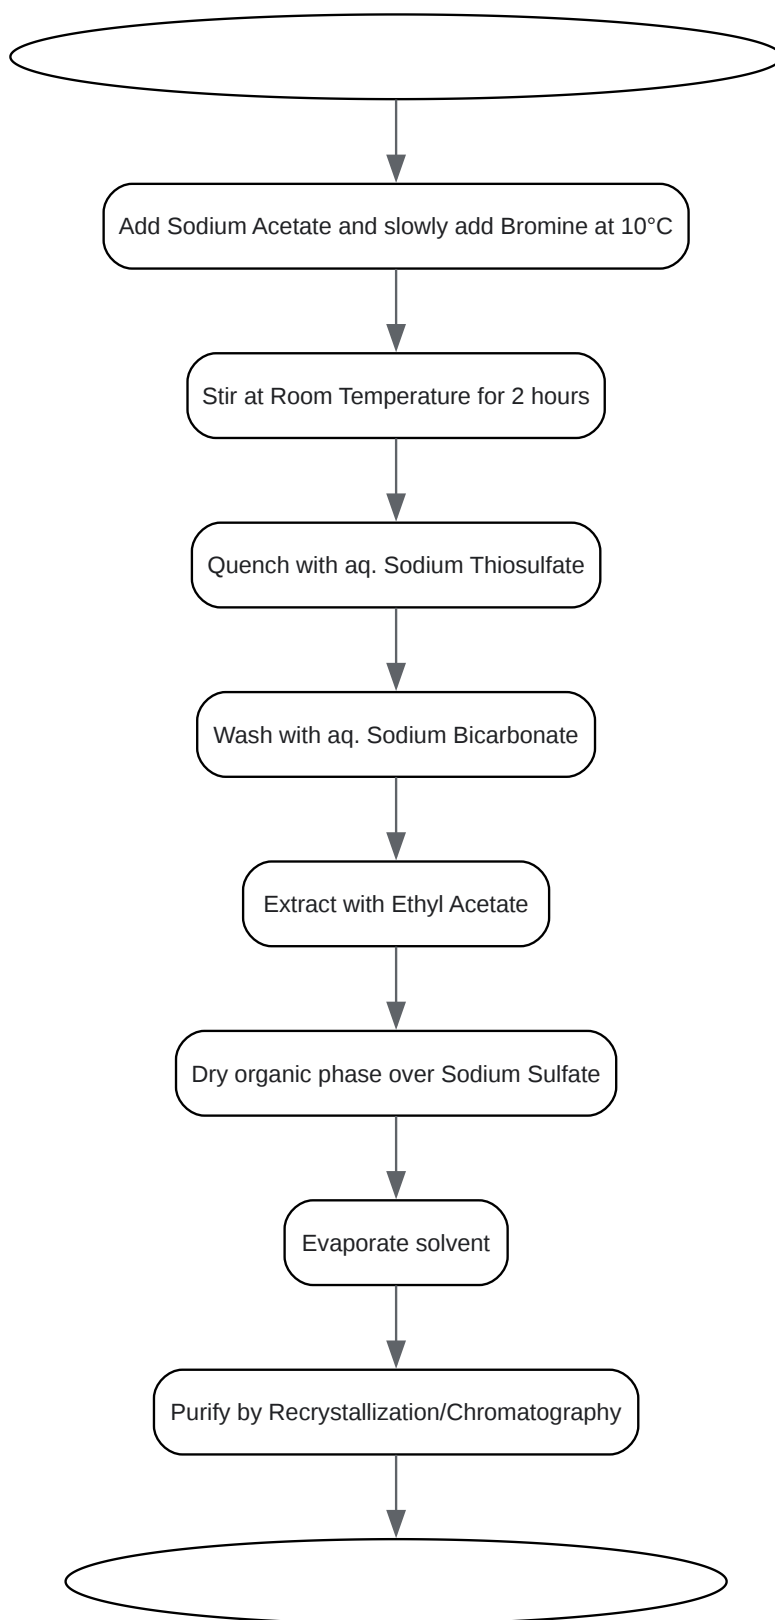 Add Sodium Acetate and slowly add Bromine at 10°C
Stir at Room Temperature for 2 hours
Quench with aq. Sodium Thiosulfate
Wash with aq. Sodium Bicarbonate
Extract with Ethyl Acetate
Dry organic phase over Sodium Sulfate
Evaporate solvent
Purify by Recrystallization/Chromatography